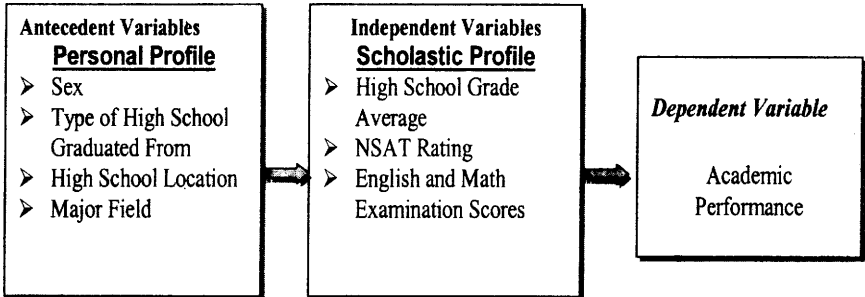 Antecedent Variables
Personal Profile
➢ Sex
➢ Type of High School
Graduated From
➢ High School Location
➢ Major Field
Independent Variables
Scholastic Profile
➢ High School Grade
Average
➢ NSAT Rating
➢ English and Math
Examination Scores
Dependent Variable
Academic
Performance